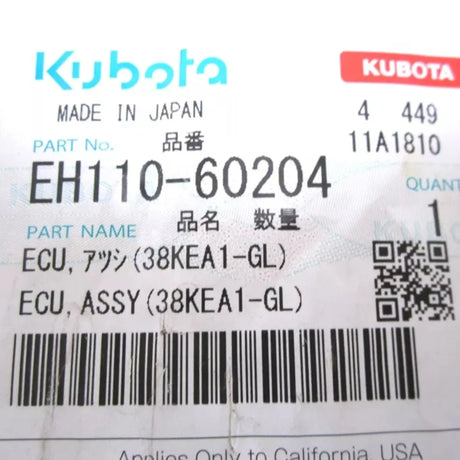 Kubota
KUBOTA
MADE IN JAPAN
4 449
PART No. 品番
11A1810
EH110-60204
QUANT
PART NAME 品名 数量
1
ECU,アツシ(38KEA1-GL)
ECU,ASSY(38KEA1-GL)
Applies Only to California, USA